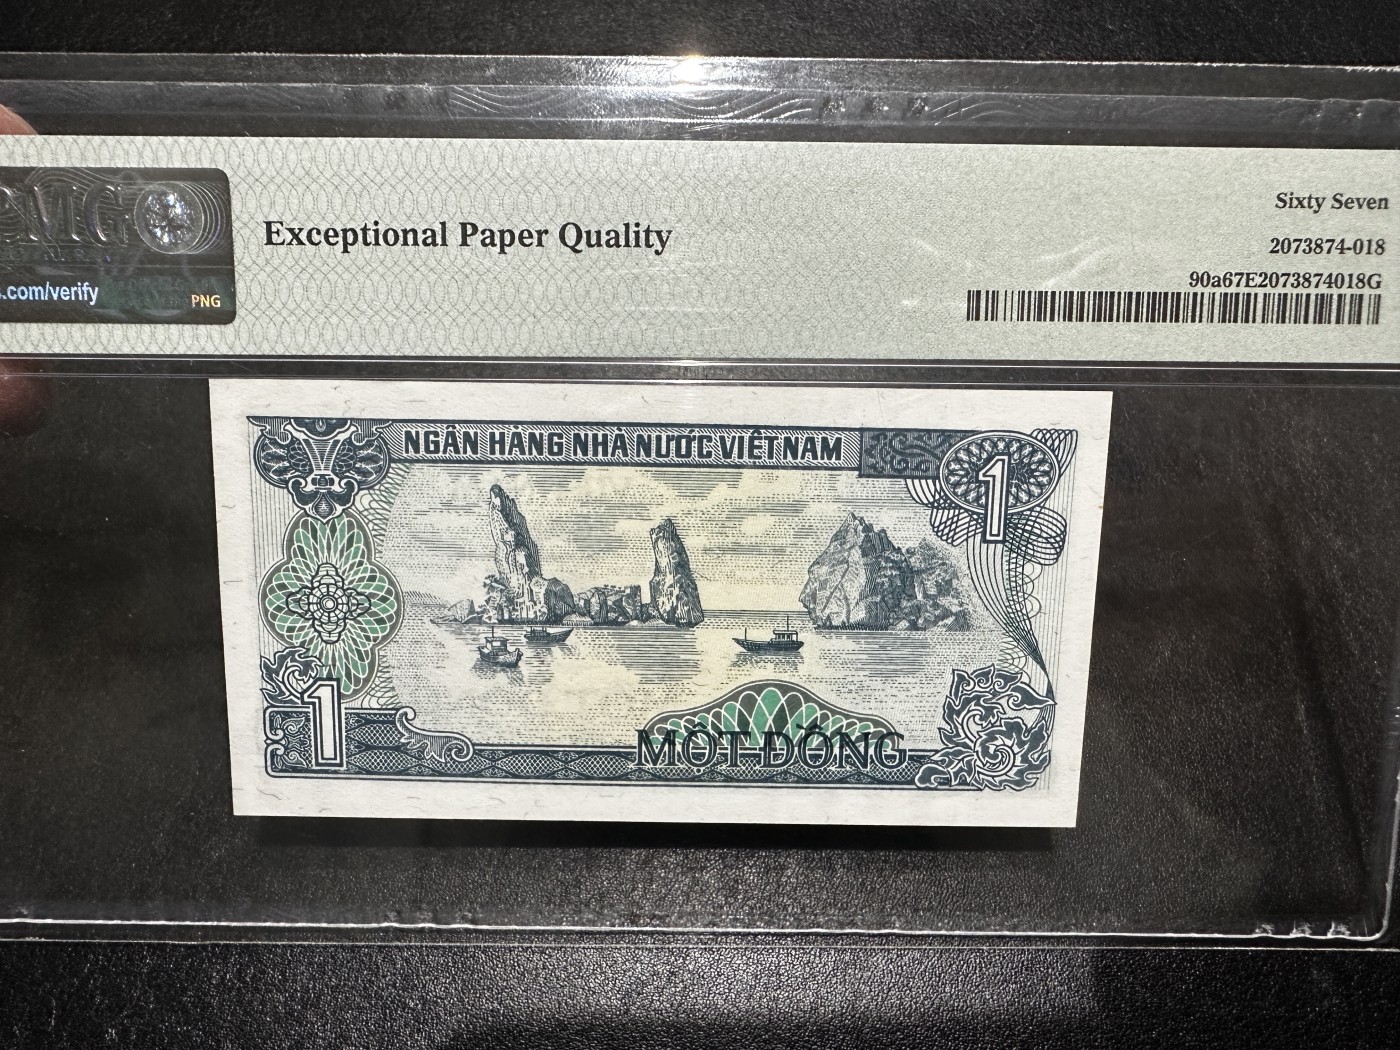 PMG
Exceptional Paper Quality
.com/verify
PNG
Sixty Seven
2073874-018
90a67E2073874018G
NGÂN HÀNG NHÀ NƯỚC VIỆT NAM
1
1
MỘT ĐỒNG